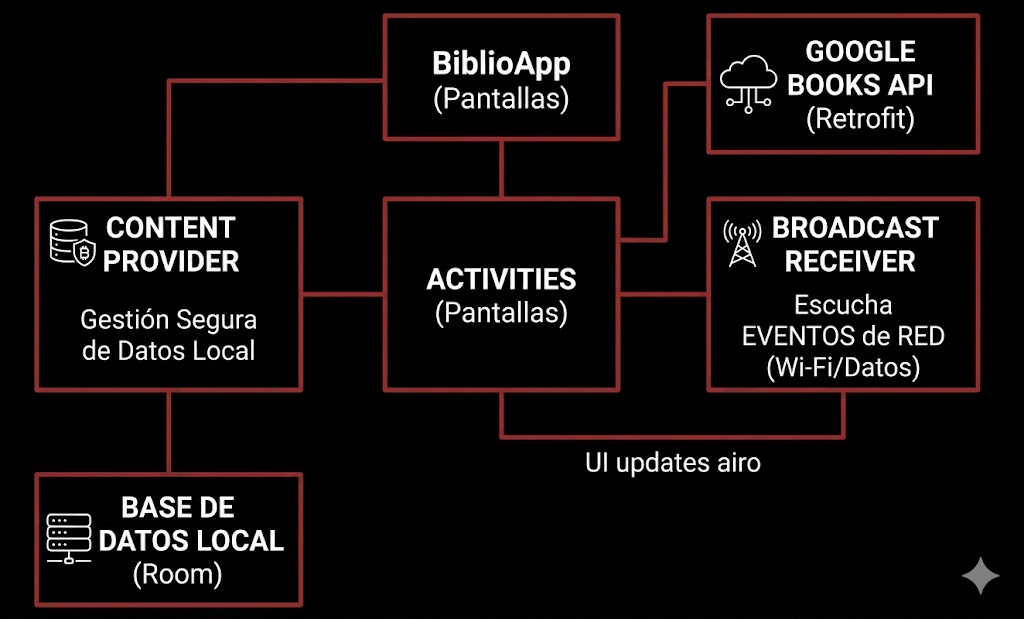 BiblioApp
(Pantallas)
GOOGLE
BOOKS API
(Retrofit)
CONTENT
PROVIDER
Gestión Segura
de Datos Local
ACTIVITIES
(Pantallas)
BROADCAST
RECEIVER
Escucha
EVENTOS de RED
(Wi-Fi/Datos)
UI updates airo
BASE DE
DATOS LOCAL
(Room)